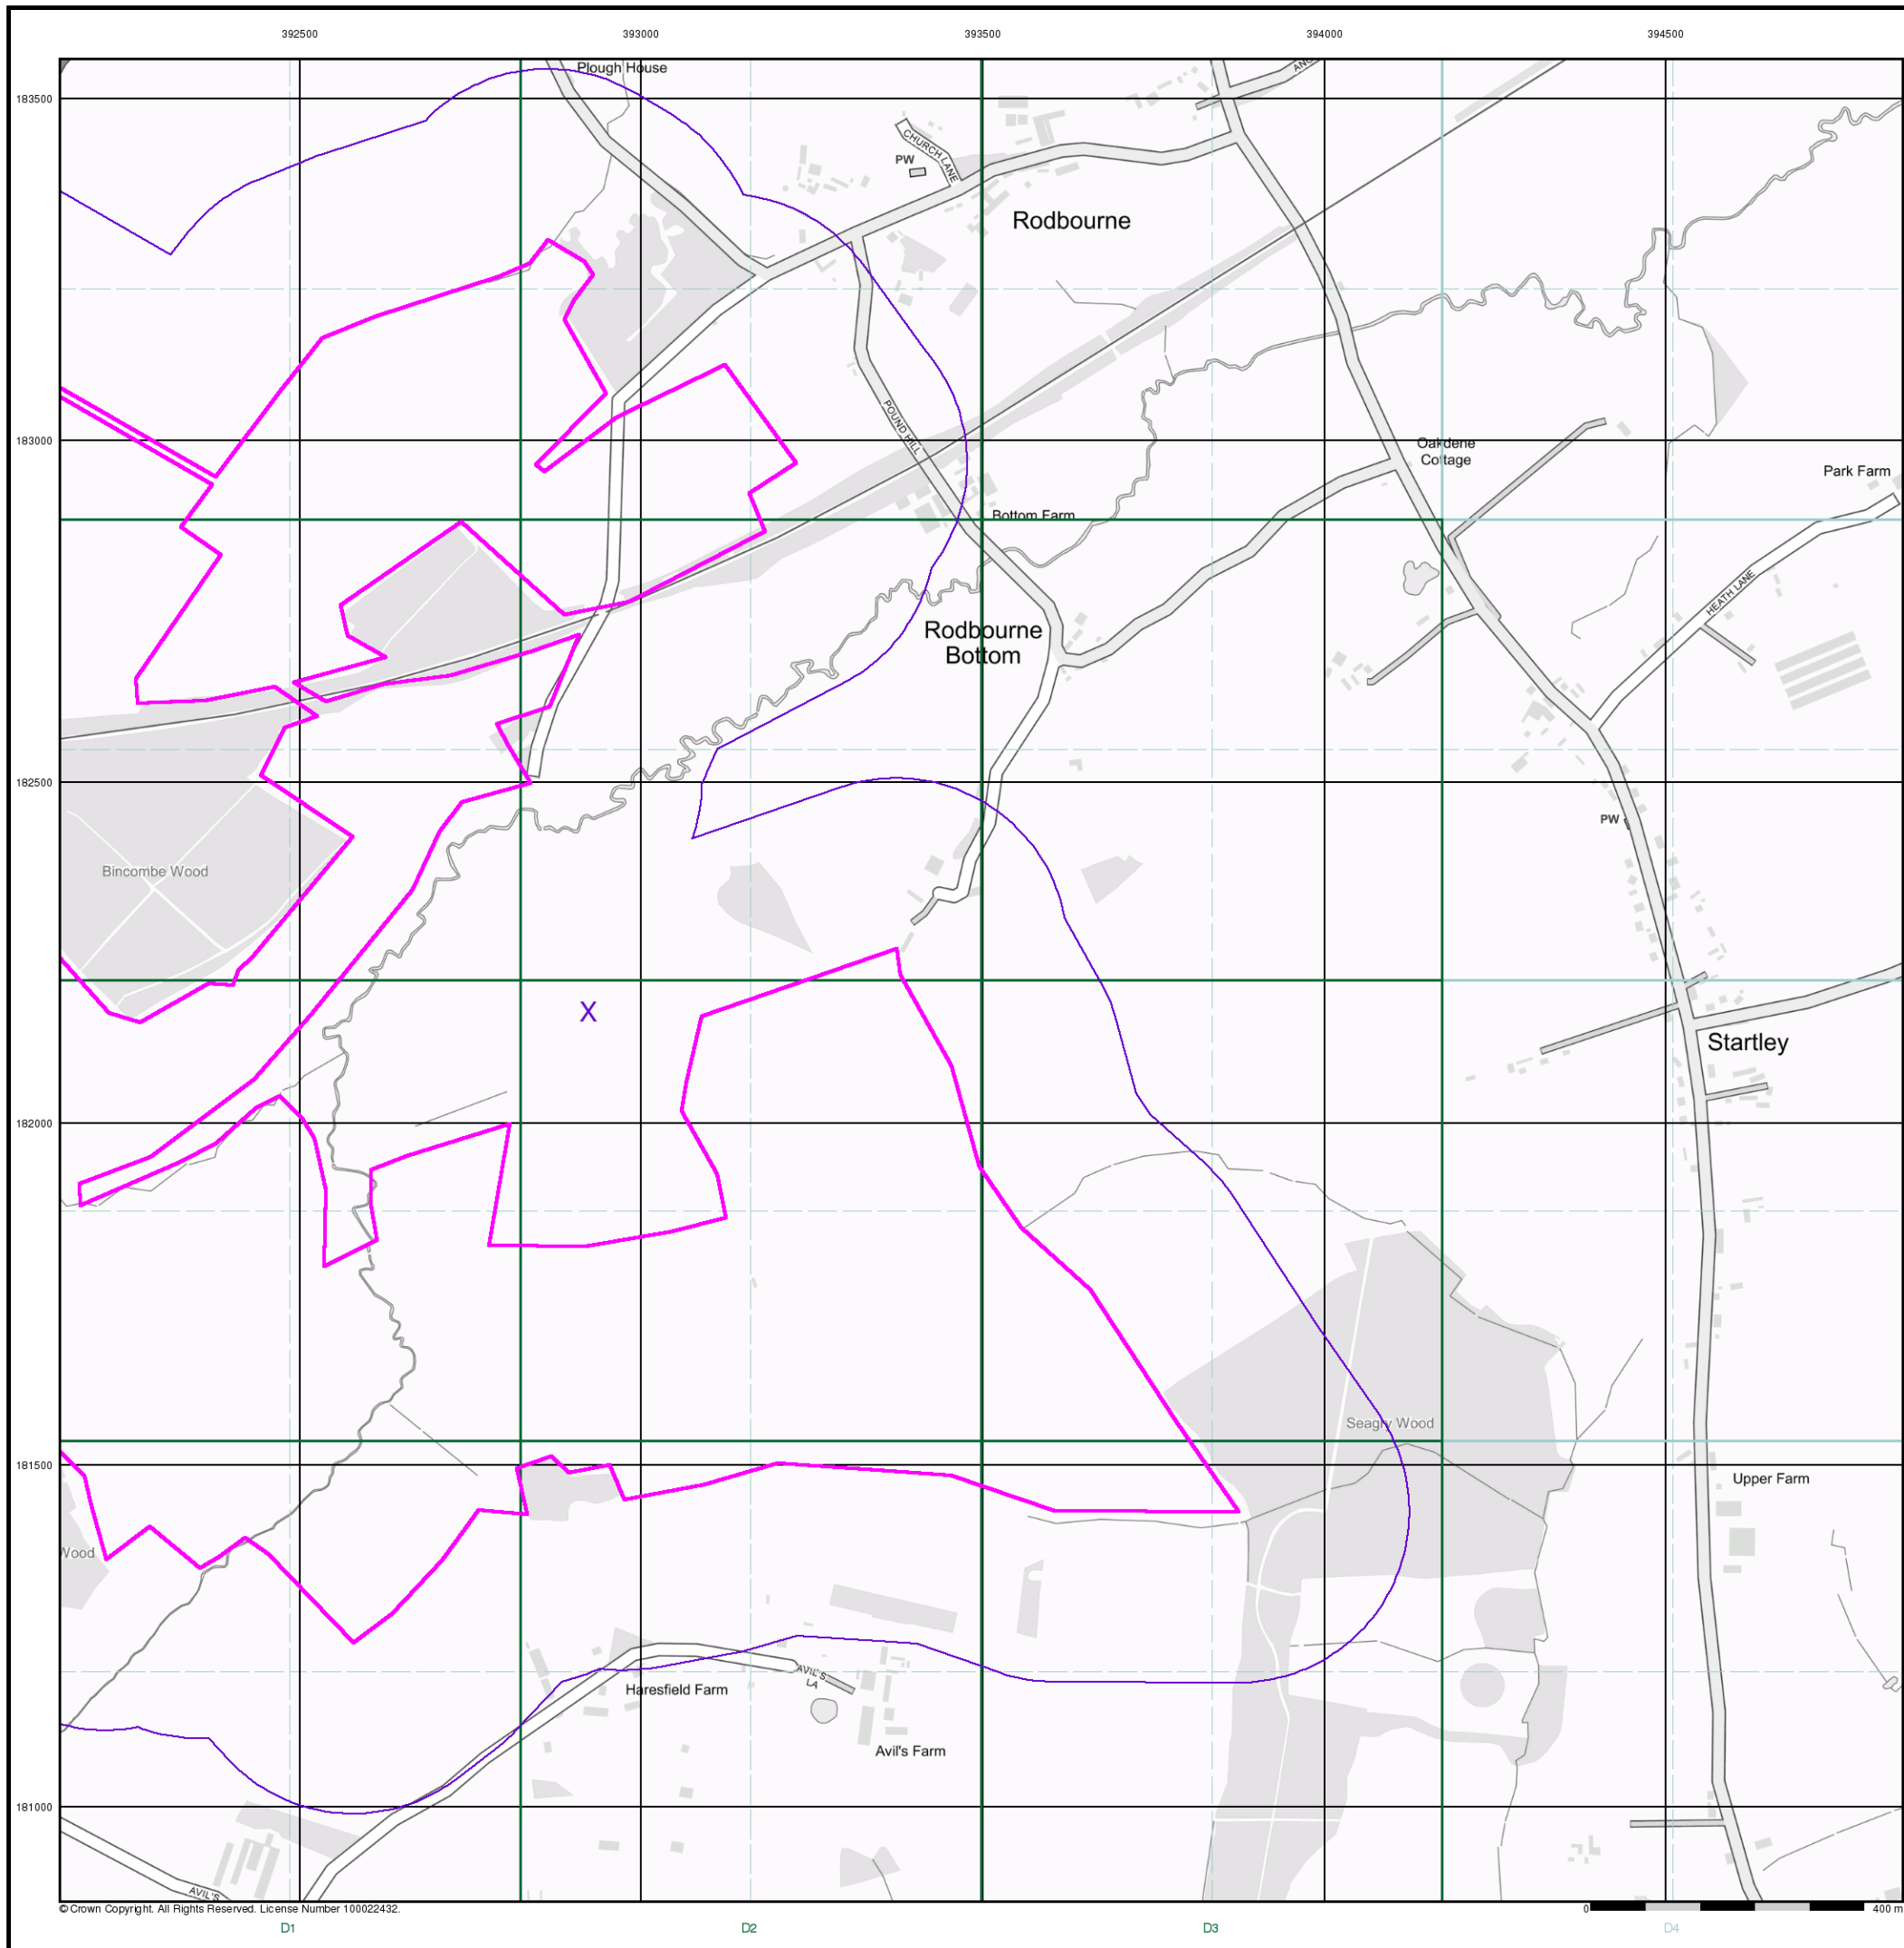 392500 393000 393500 394000 394500
Plough House
183500
CHURCH LANE
PW
Rodbourne
POUND HILL
183000
Oakdene
Cottage
Park Farm
Bottom Farm
HEATH LANE
Rodbourne
Bottom
182500
PW
Bincombe Wood
X
Startley
182000
Seagry Wood
181500
Upper Farm
Wood
AVIL'S
LA
Haresfield Farm
Avil's Farm
181000
AVIL'S
© Crown Copyright. All Rights Reserved. License Number 100022432.
0 400 m
D1 D2 D3 D4